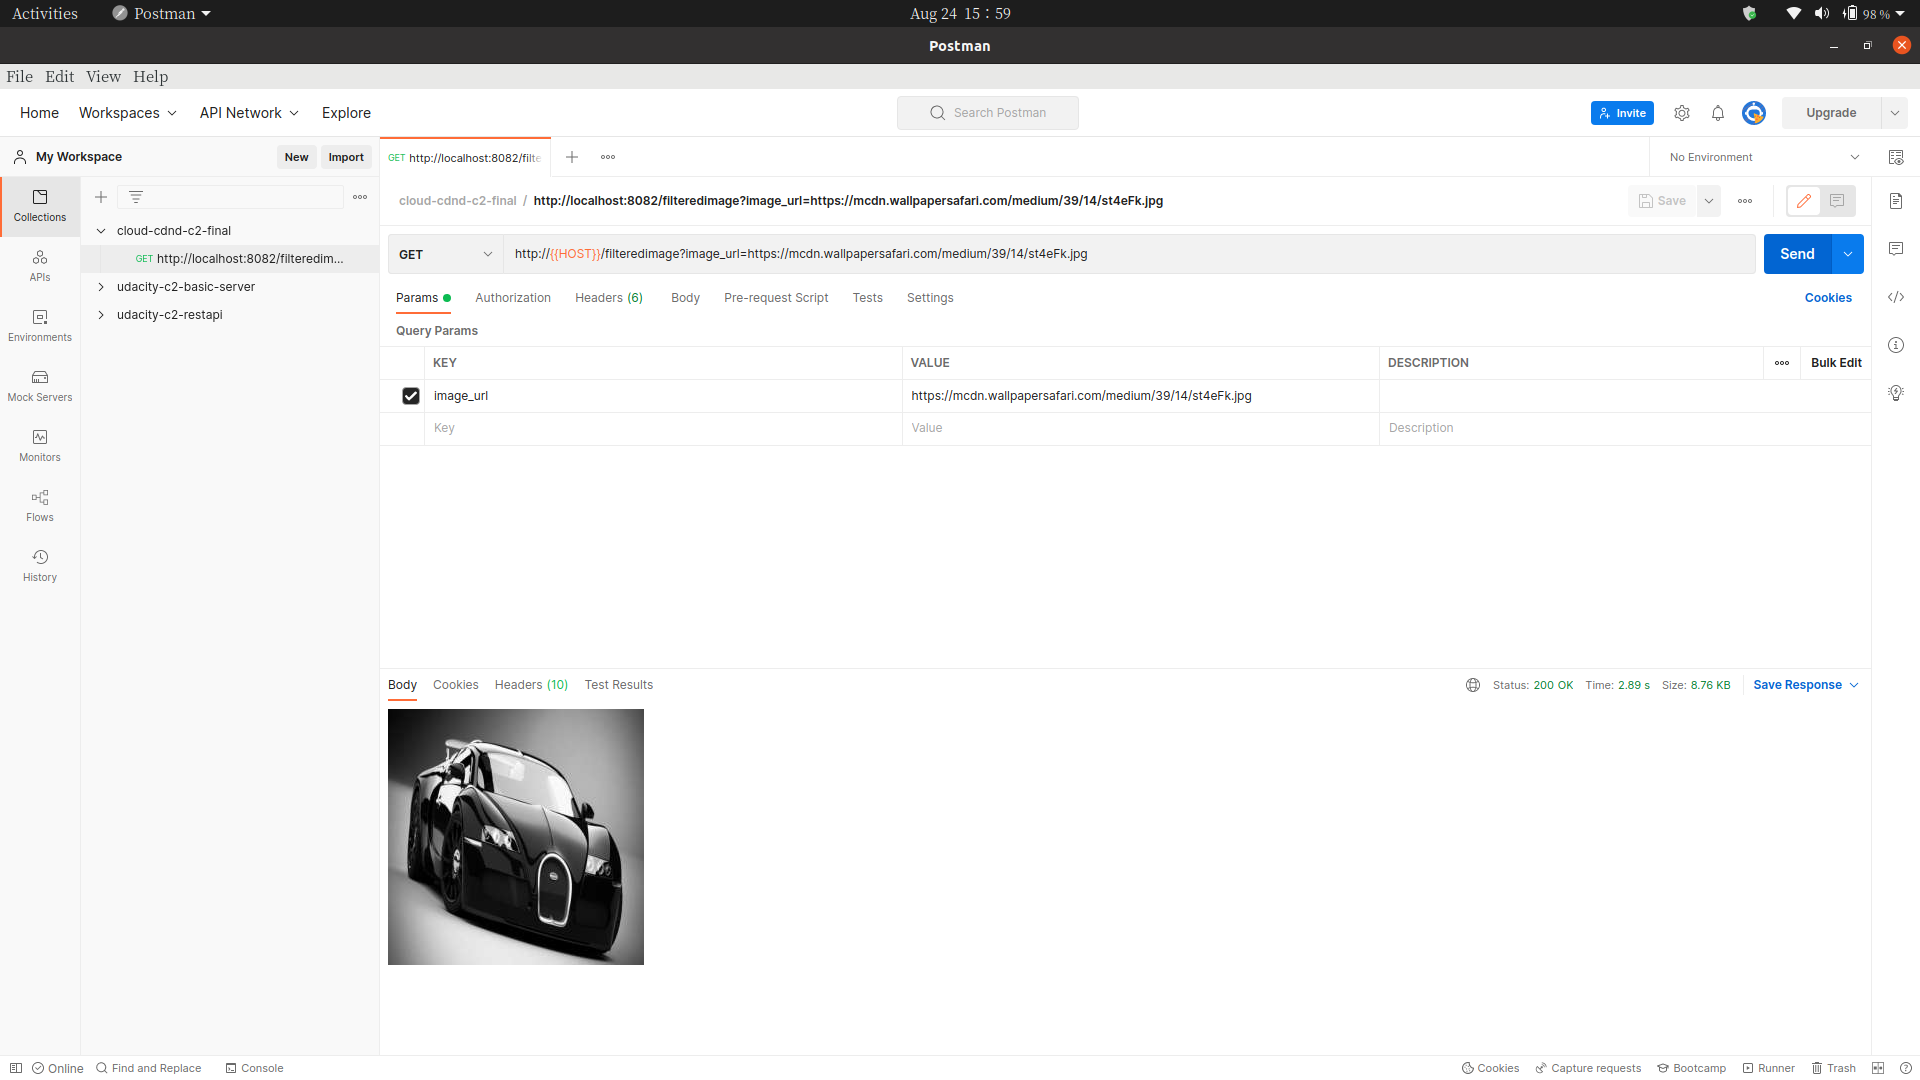 Activities Postman Aug 24 15:59 98 %
Postman
File Edit View Help
Home Workspaces API Network Explore Search Postman Invite Upgrade
My Workspace New Import GET http://localhost:8082/filte No Environment
Collections
cloud-cdnd-c2-final / http://localhost:8082/filteredimage?image_url=https://mcdn.wallpapersafari.com/medium/39/14/st4eFk.jpg Save
cloud-cdnd-c2-final
GET http://localhost:8082/filteredim...
udacity-c2-basic-server
udacity-c2-restapi
APIs
Environments
Mock Servers
Monitors
Flows
History
GET http://{{HOST}}/filteredimage?image_url=https://mcdn.wallpapersafari.com/medium/39/14/st4eFk.jpg Send
Params Authorization Headers (6) Body Pre-request Script Tests Settings Cookies
Query Params
KEY VALUE DESCRIPTION Bulk Edit
image_url https://mcdn.wallpapersafari.com/medium/39/14/st4eFk.jpg
Key Value Description
Body Cookies Headers (10) Test Results Status: 200 OK Time: 2.89 s Size: 8.76 KB Save Response
Online Find and Replace Console Cookies Capture requests Bootcamp Runner Trash